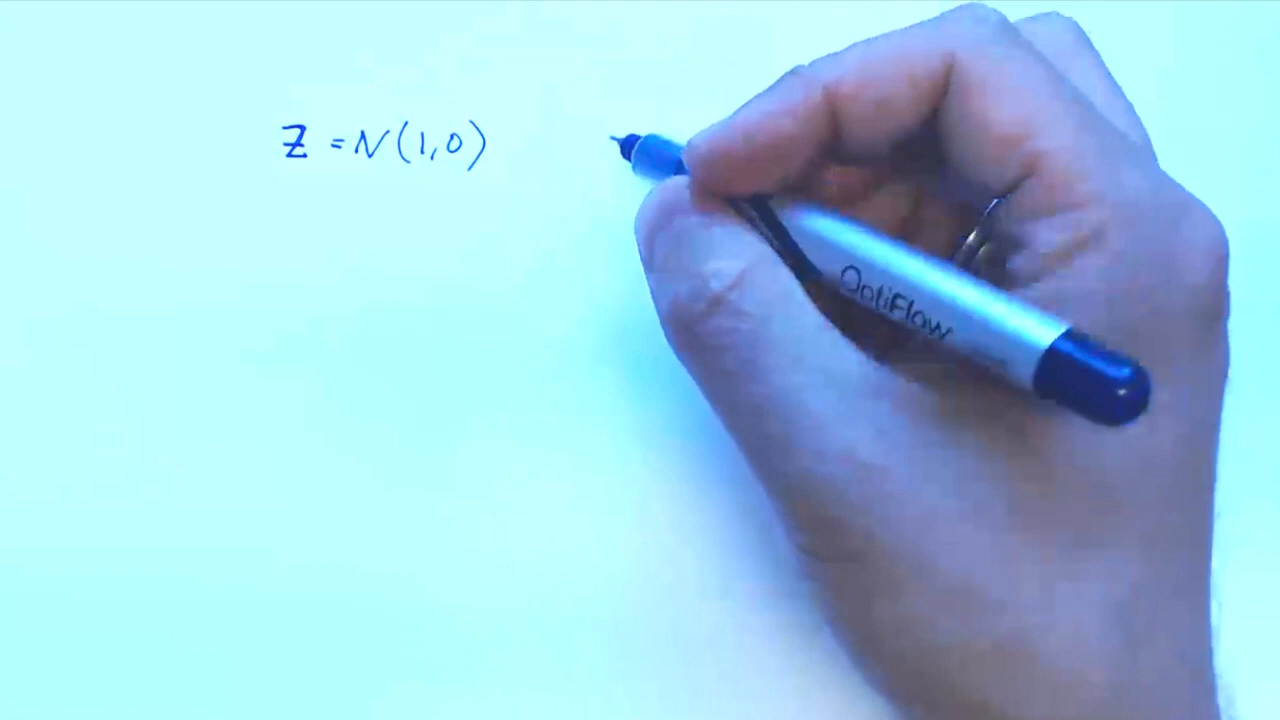 Z = N(1,0)
OptiFlow